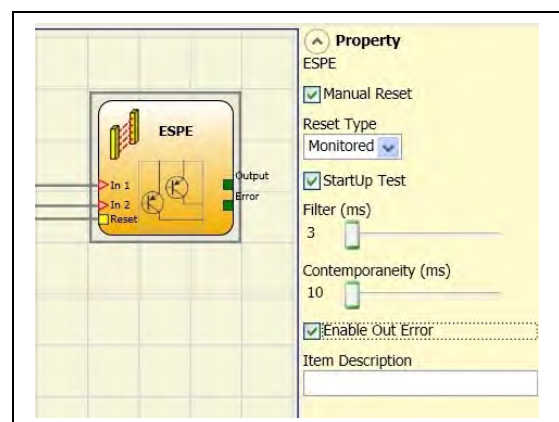 ESPE
In 1
In 2
Reset
Output
Error
Property
ESPE
Manual Reset
Reset Type
Monitored
StartUp Test
Filter (ms)
3
Contemporaneity (ms)
10
Enable Out Error
Item Description